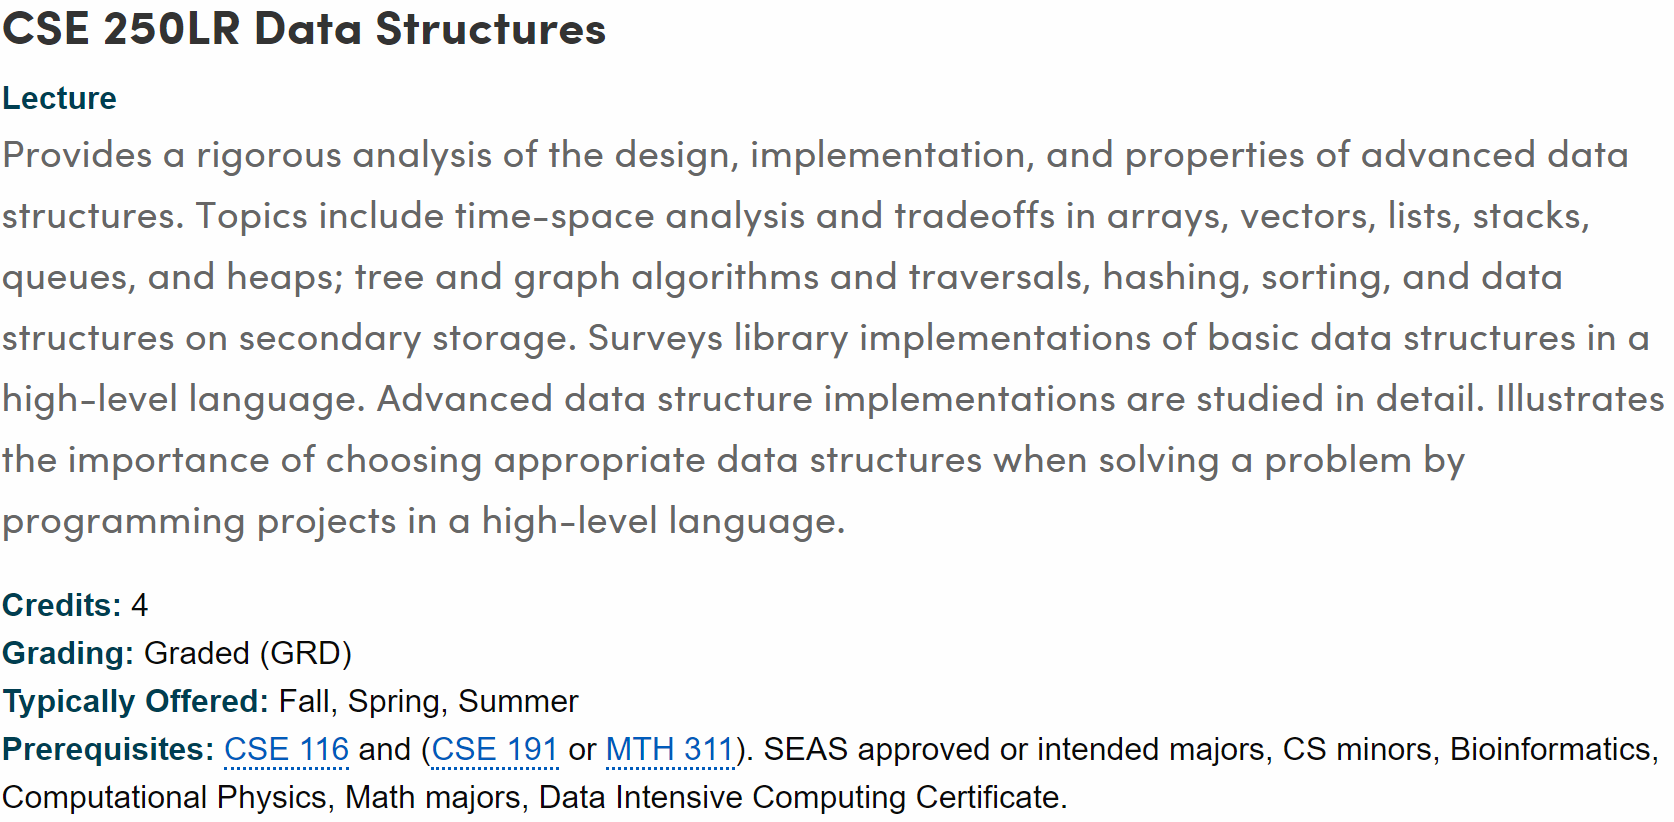 CSE 250LR Data Structures
Lecture
Provides a rigorous analysis of the design, implementation, and properties of advanced data
structures. Topics include time-space analysis and tradeoffs in arrays, vectors, lists, stacks,
queues, and heaps; tree and graph algorithms and traversals, hashing, sorting, and data
structures on secondary storage. Surveys library implementations of basic data structures in a
high-level language. Advanced data structure implementations are studied in detail. Illustrates
the importance of choosing appropriate data structures when solving a problem by
programming projects in a high-level language.
Credits: 4
Grading: Graded (GRD)
Typically Offered: Fall, Spring, Summer
Prerequisites: CSE 116 and (CSE 191 or MTH 311). SEAS approved or intended majors, CS minors, Bioinformatics,
Computational Physics, Math majors, Data Intensive Computing Certificate.